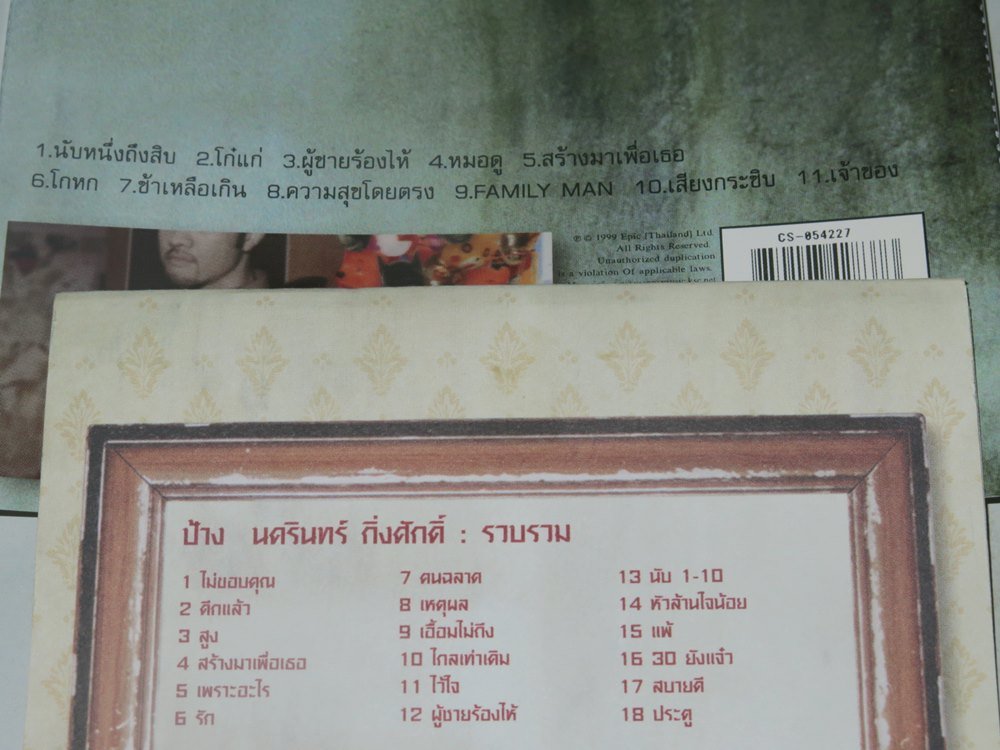 1.นับหนึ่งถึงสิบ 2.โก๋แก่ 3.ผู้ชายร้องไห้ 4.หมอดู 5.สร้างมาเพื่อเธอ
6.โกหก 7.ช้าเหลือเกิน 8.ความสุขโดยตรง 9.FAMILY MAN 10.เสียงกระซิบ 11.เจ้าของ
℗ © 1999 Epic [Thailand] Ltd.
All Rights Reserved.
Unauthorized duplication
is a violation Of applicable laws.
CS-054227
ป้าง นครินทร์ กิ่งศักดิ์ : ราบราม
1 ไม่ขอบคุณ
2 ดึกแล้ว
3 สูง
4 สร้างมาเพื่อเธอ
5 เพราะอะไร
6 รัก
7 คนฉลาด
8 เหตุผล
9 เอื้อมไม่ถึง
10 ไกลเท่าเดิม
11 ไว้ใจ
12 ผู้ชายร้องไห้
13 นับ 1-10
14 หัวล้านใจน้อย
15 แพ้
16 30 ยังแจ๋ว
17 สบายดี
18 ประตู